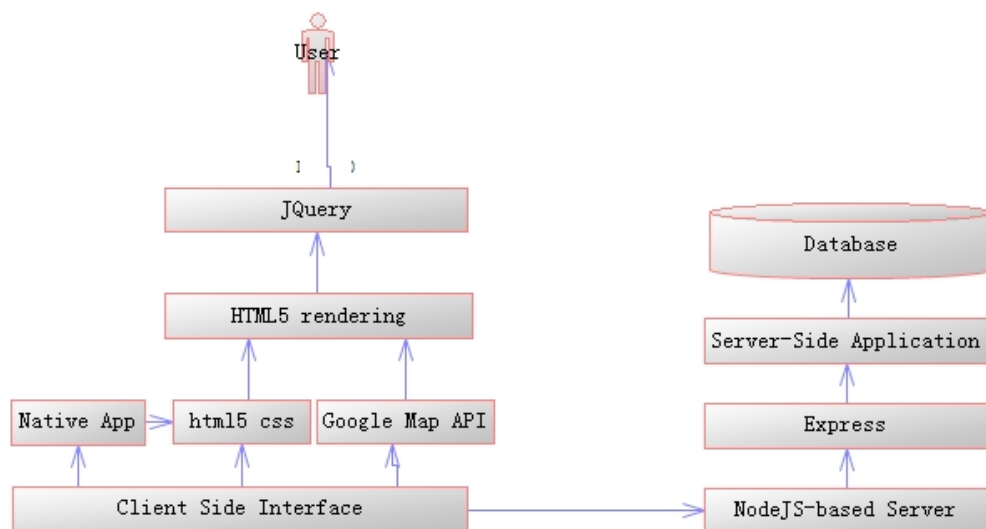 User
JQuery
Database
HTML5 rendering
Server-Side Application
Native App
html5 css
Google Map API
Express
Client Side Interface
NodeJS-based Server